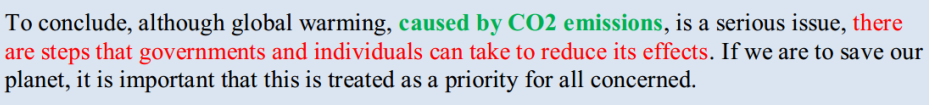 To conclude, although global warming, caused by CO2 emissions, is a serious issue, there
are steps that governments and individuals can take to reduce its effects. If we are to save our
planet, it is important that this is treated as a priority for all concerned.